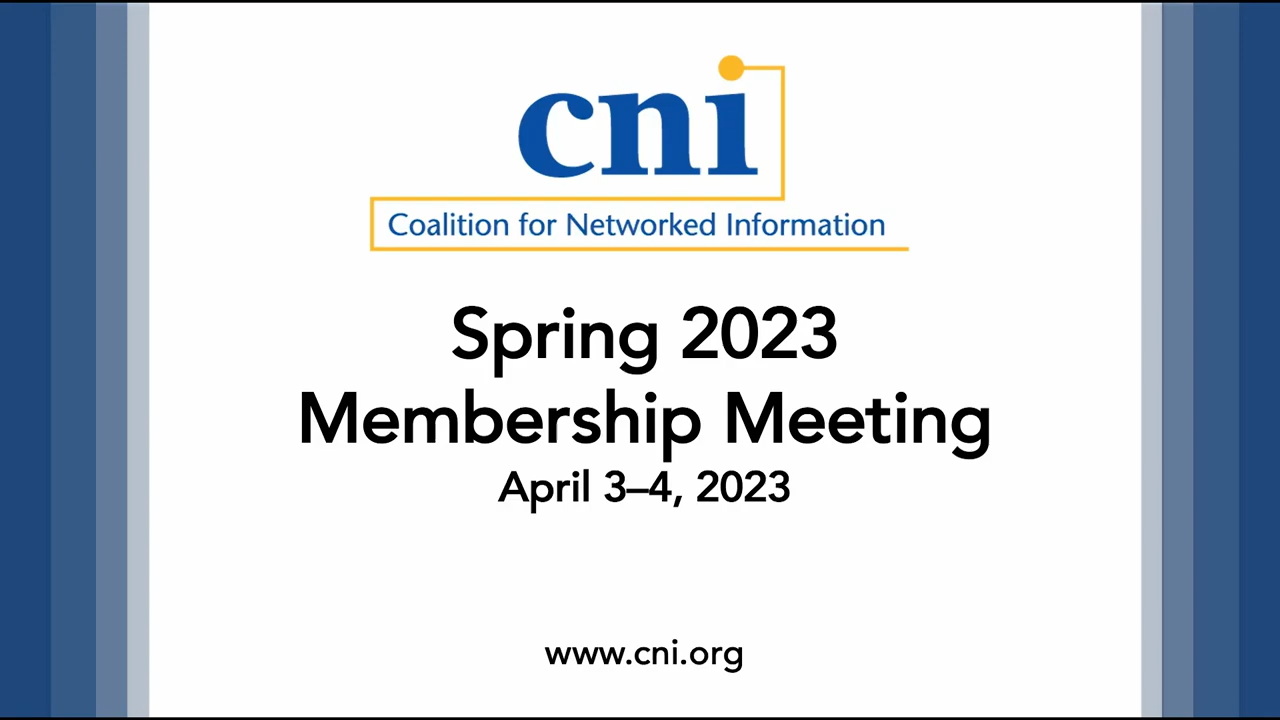 cni
Coalition for Networked Information
Spring 2023
Membership Meeting
April 3–4, 2023
www.cni.org